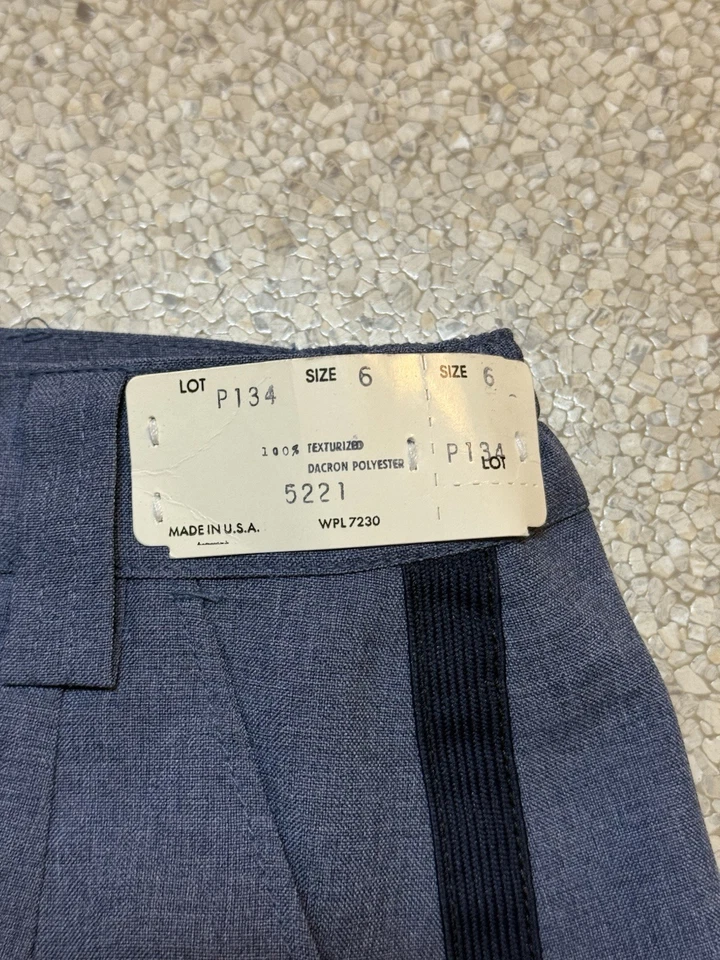 LOT P134 SIZE 6
100% TEXTURIZED
DACRON POLYESTER
5221
MADE IN U.S.A. WPL 7230
SIZE 6
P134
LOT